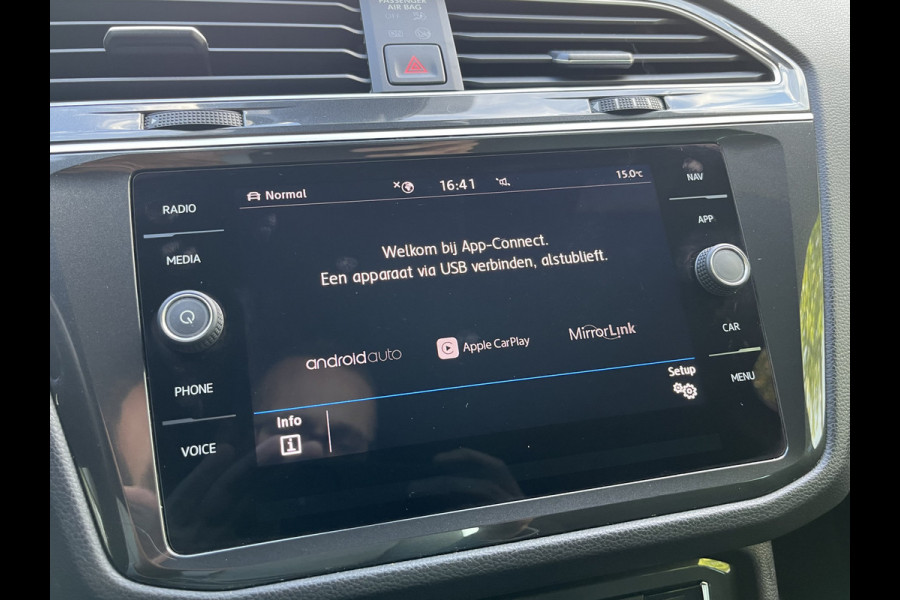 PASSENGER
AIR BAG
Normal
16:41
15.0°C
RADIO
MEDIA
PHONE
VOICE
Welkom bij App-Connect.
Een apparaat via USB verbinden, alstublieft.
androidauto
Apple CarPlay
MirrorLink
Info
i
Setup
NAV
APP
CAR
MENU